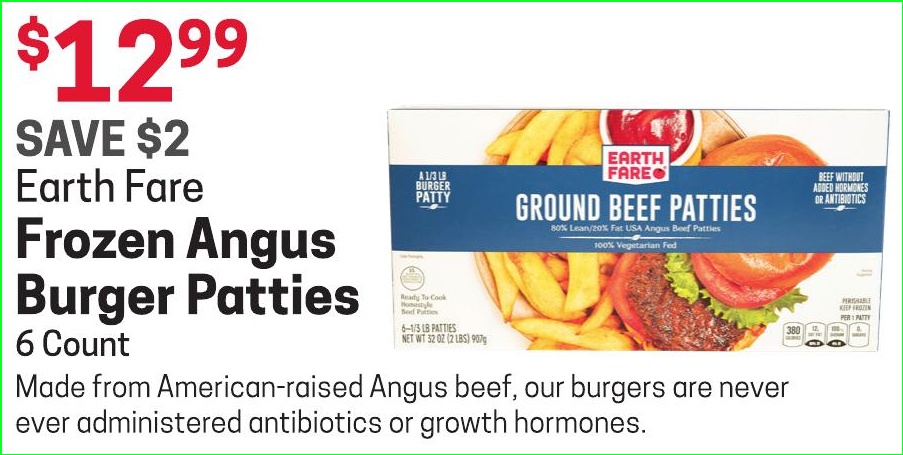 $12.99
SAVE $2
Earth Fare
Frozen Angus
Burger Patties
6 Count
Made from American-raised Angus beef, our burgers are never
ever administered antibiotics or growth hormones.
EARTH
FARE
A 1/3 LB
BURGER
PATTY
BEEF WITHOUT
ADDED HORMONES
OR ANTIBIOTICS
GROUND BEEF PATTIES
80% Lean/20% Fat USA Angus Beef Patties
100% Vegetarian Fed
Ready To Cook
Homestyle
Beef Patties
6-1/3 LB PATTIES
NET WT 32 OZ (2 LBS) 907g
PERISHABLE
KEEP FROZEN
PER 1 PATTY
380
CALORIES